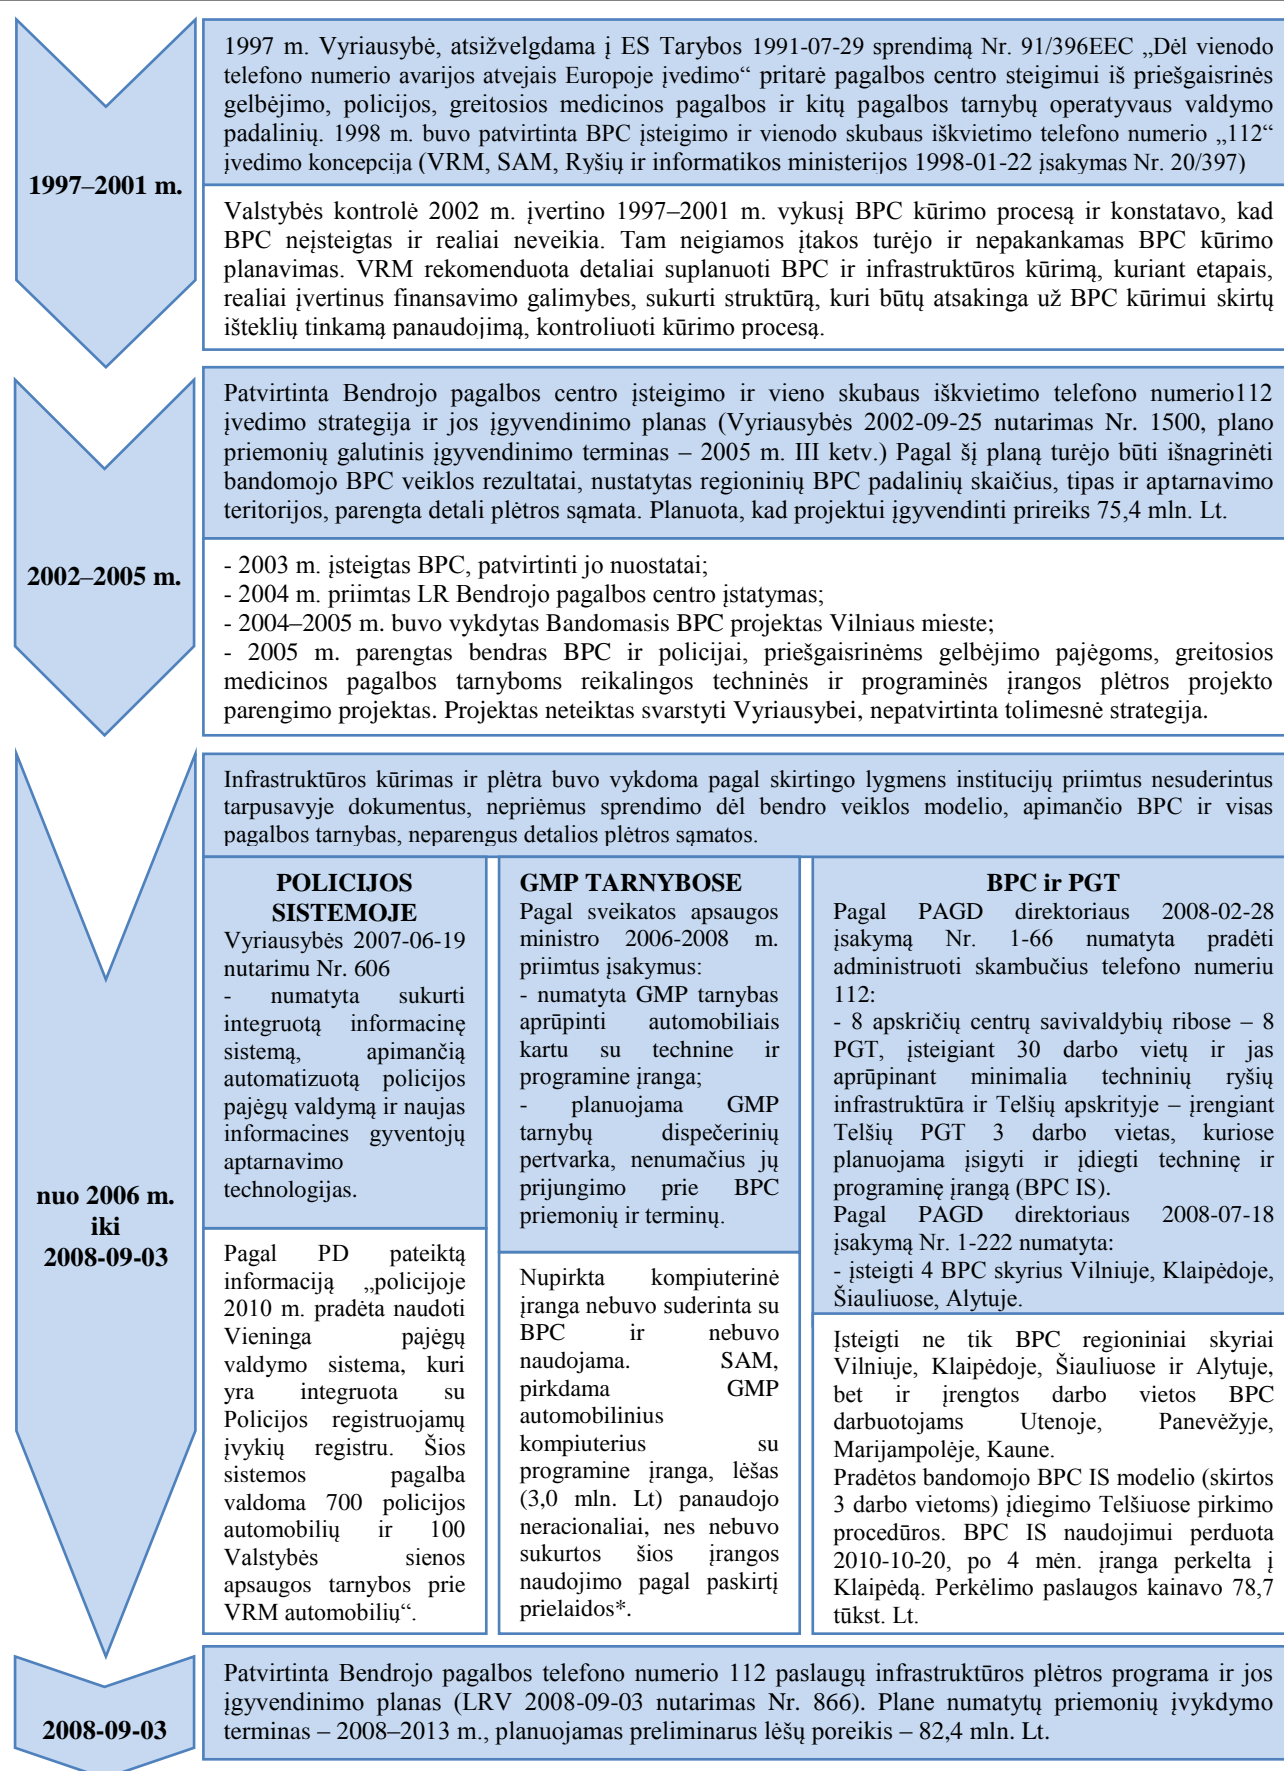 1997–2001 m.
1997 m. Vyriausybė, atsižvelgdama į ES Tarybos 1991-07-29 sprendimą Nr. 91/396EEC „Dėl vienodo
telefono numerio avarijos atvejais Europoje įvedimo“ pritarė pagalbos centro steigimui iš priešgaisrinės
gelbėjimo, policijos, greitosios medicinos pagalbos ir kitų pagalbos tarnybų operatyvaus valdymo
padalinių. 1998 m. buvo patvirtinta BPC įsteigimo ir vienodo skubaus iškvietimo telefono numerio „112“
įvedimo koncepcija (VRM, SAM, Ryšių ir informatikos ministerijos 1998-01-22 įsakymas Nr. 20/397)
Valstybės kontrolė 2002 m. įvertino 1997–2001 m. vykusį BPC kūrimo procesą ir konstatavo, kad
BPC neįsteigtas ir realiai neveikia. Tam neigiamos įtakos turėjo ir nepakankamas BPC kūrimo
planavimas. VRM rekomenduota detaliai suplanuoti BPC ir infrastruktūros kūrimą, kuriant etapais,
realiai įvertinus finansavimo galimybes, sukurti struktūrą, kuri būtų atsakinga už BPC kūrimui skirtų
išteklių tinkamą panaudojimą, kontroliuoti kūrimo procesą.
2002–2005 m.
Patvirtinta Bendrojo pagalbos centro įsteigimo ir vieno skubaus iškvietimo telefono numerio112
įvedimo strategija ir jos įgyvendinimo planas (Vyriausybės 2002-09-25 nutarimas Nr. 1500, plano
priemonių galutinis įgyvendinimo terminas – 2005 m. III ketv.) Pagal šį planą turėjo būti išnagrinėti
bandomojo BPC veiklos rezultatai, nustatytas regioninių BPC padalinių skaičius, tipas ir aptarnavimo
teritorijos, parengta detali plėtros sąmata. Planuota, kad projektui įgyvendinti prireiks 75,4 mln. Lt.
- 2003 m. įsteigtas BPC, patvirtinti jo nuostatai;
- 2004 m. priimtas LR Bendrojo pagalbos centro įstatymas;
- 2004–2005 m. buvo vykdytas Bandomasis BPC projektas Vilniaus mieste;
- 2005 m. parengtas bendras BPC ir policijai, priešgaisrinėms gelbėjimo pajėgoms, greitosios
medicinos pagalbos tarnyboms reikalingos techninės ir programinės įrangos plėtros projekto
parengimo projektas. Projektas neteiktas svarstyti Vyriausybei, nepatvirtinta tolimesnė strategija.
nuo 2006 m.
iki
2008-09-03
Infrastruktūros kūrimas ir plėtra buvo vykdoma pagal skirtingo lygmens institucijų priimtus nesuderintus
tarpusavyje dokumentus, nepriėmus sprendimo dėl bendro veiklos modelio, apimančio BPC ir visas
pagalbos tarnybas, neparengus detalios plėtros sąmatos.
POLICIJOS
SISTEMOJE
Vyriausybės 2007-06-19
nutarimu Nr. 606
- numatyta sukurti
integruotą informacinę
sistemą, apimančią
automatizuotą policijos
pajėgų valdymą ir naujas
informacines gyventojų
aptarnavimo
technologijas.
Pagal PD pateiktą
informaciją „policijoje
2010 m. pradėta naudoti
Vieninga pajėgų
valdymo sistema, kuri
yra integruota su
Policijos registruojamų
įvykių registru. Šios
sistemos pagalba
valdoma 700 policijos
automobilių ir 100
Valstybės sienos
apsaugos tarnybos prie
VRM automobilių“.
GMP TARNYBOSE
Pagal sveikatos apsaugos
ministro 2006-2008 m.
priimtus įsakymus:
- numatyta GMP tarnybas
aprūpinti automobiliais
kartu su technine ir
programine įranga;
- planuojama GMP
tarnybų dispečerinių
pertvarka, nenumačius jų
prijungimo prie BPC
priemonių ir terminų.
Nupirkta kompiuterinė
įranga nebuvo suderinta su
BPC ir nebuvo
naudojama. SAM,
pirkdama GMP
automobilinius
kompiuterius su
programine įranga, lėšas
(3,0 mln. Lt) panaudojo
neracionaliai, nes nebuvo
sukurtos šios įrangos
naudojimo pagal paskirtį
prielaidos*.
BPC ir PGT
Pagal PAGD direktoriaus 2008-02-28
įsakymą Nr. 1-66 numatyta pradėti
administruoti skambučius telefono numeriu
112:
- 8 apskričių centrų savivaldybių ribose – 8
PGT, įsteigiant 30 darbo vietų ir jas
aprūpinant minimalia techninių ryšių
infrastruktūra ir Telšių apskrityje – įrengiant
Telšių PGT 3 darbo vietas, kuriose
planuojama įsigyti ir įdiegti techninę ir
programinę įrangą (BPC IS).
Pagal PAGD direktoriaus 2008-07-18
įsakymą Nr. 1-222 numatyta:
- įsteigti 4 BPC skyrius Vilniuje, Klaipėdoje,
Šiauliuose, Alytuje.
Įsteigti ne tik BPC regioniniai skyriai
Vilniuje, Klaipėdoje, Šiauliuose ir Alytuje,
bet ir įrengtos darbo vietos BPC
darbuotojams Utenoje, Panevėžyje,
Marijampolėje, Kaune.
Pradėtos bandomojo BPC IS modelio (skirtos
3 darbo vietoms) įdiegimo Telšiuose pirkimo
procedūros. BPC IS naudojimui perduota
2010-10-20, po 4 mėn. įranga perkelta į
Klaipėdą. Perkėlimo paslaugos kainavo 78,7
tūkst. Lt.
2008-09-03
Patvirtinta Bendrojo pagalbos telefono numerio 112 paslaugų infrastruktūros plėtros programa ir jos
įgyvendinimo planas (LRV 2008-09-03 nutarimas Nr. 866). Plane numatytų priemonių įvykdymo
terminas – 2008–2013 m., planuojamas preliminarus lėšų poreikis – 82,4 mln. Lt.